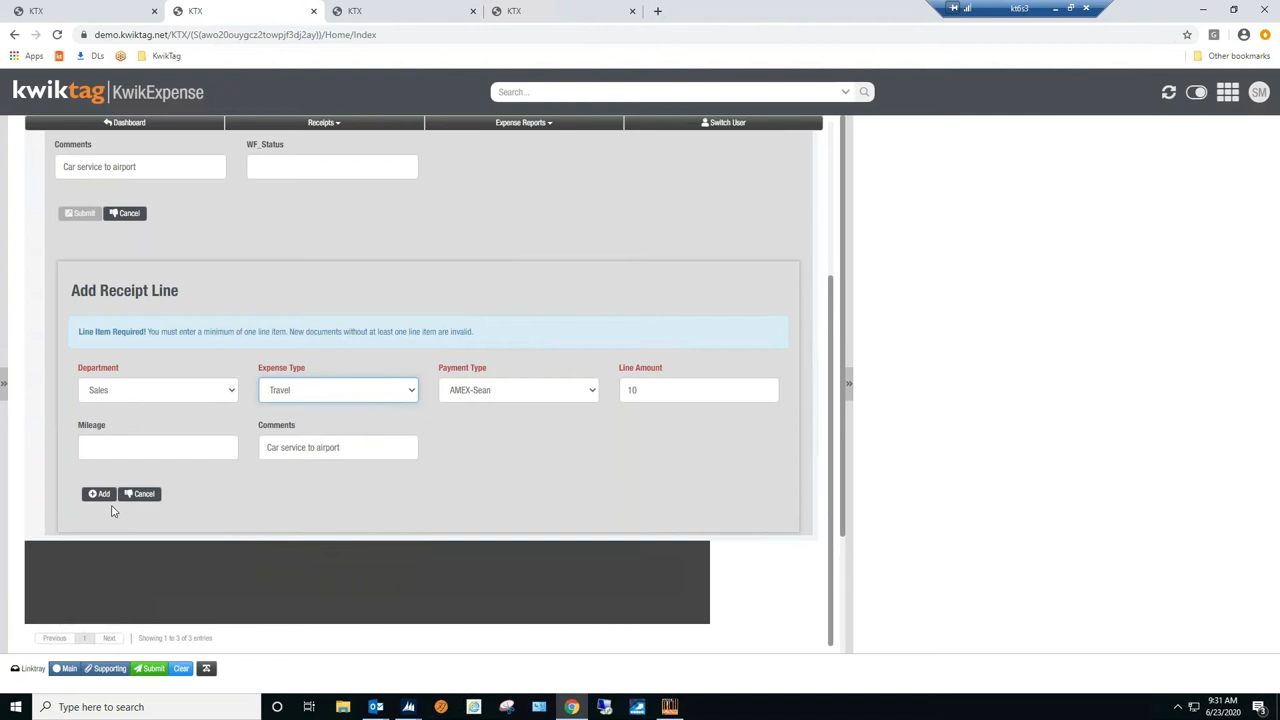 KTX
KTX
KTX
KTX
kt6s3
demo.kwiktag.net/KTX/(S(awo20ouygcz2towpjf3dj2ay))/Home/Index
Apps kt DLs KwikTag Other bookmarks
kwiktag | KwikExpense
Search...
SM
Dashboard Receipts Expense Reports Switch User
Comments WF_Status
Car service to airport
Submit Cancel
Add Receipt Line
Line Item Required! You must enter a minimum of one line item. New documents without at least one line item are invalid.
Department Expense Type Payment Type Line Amount
Sales Travel AMEX-Sean 10
Mileage Comments
Car service to airport
Add Cancel
Previous 1 Next Showing 1 to 3 of 3 entries
Linktray Main Supporting Submit Clear
Type here to search
9:31 AM
6/23/2020
3